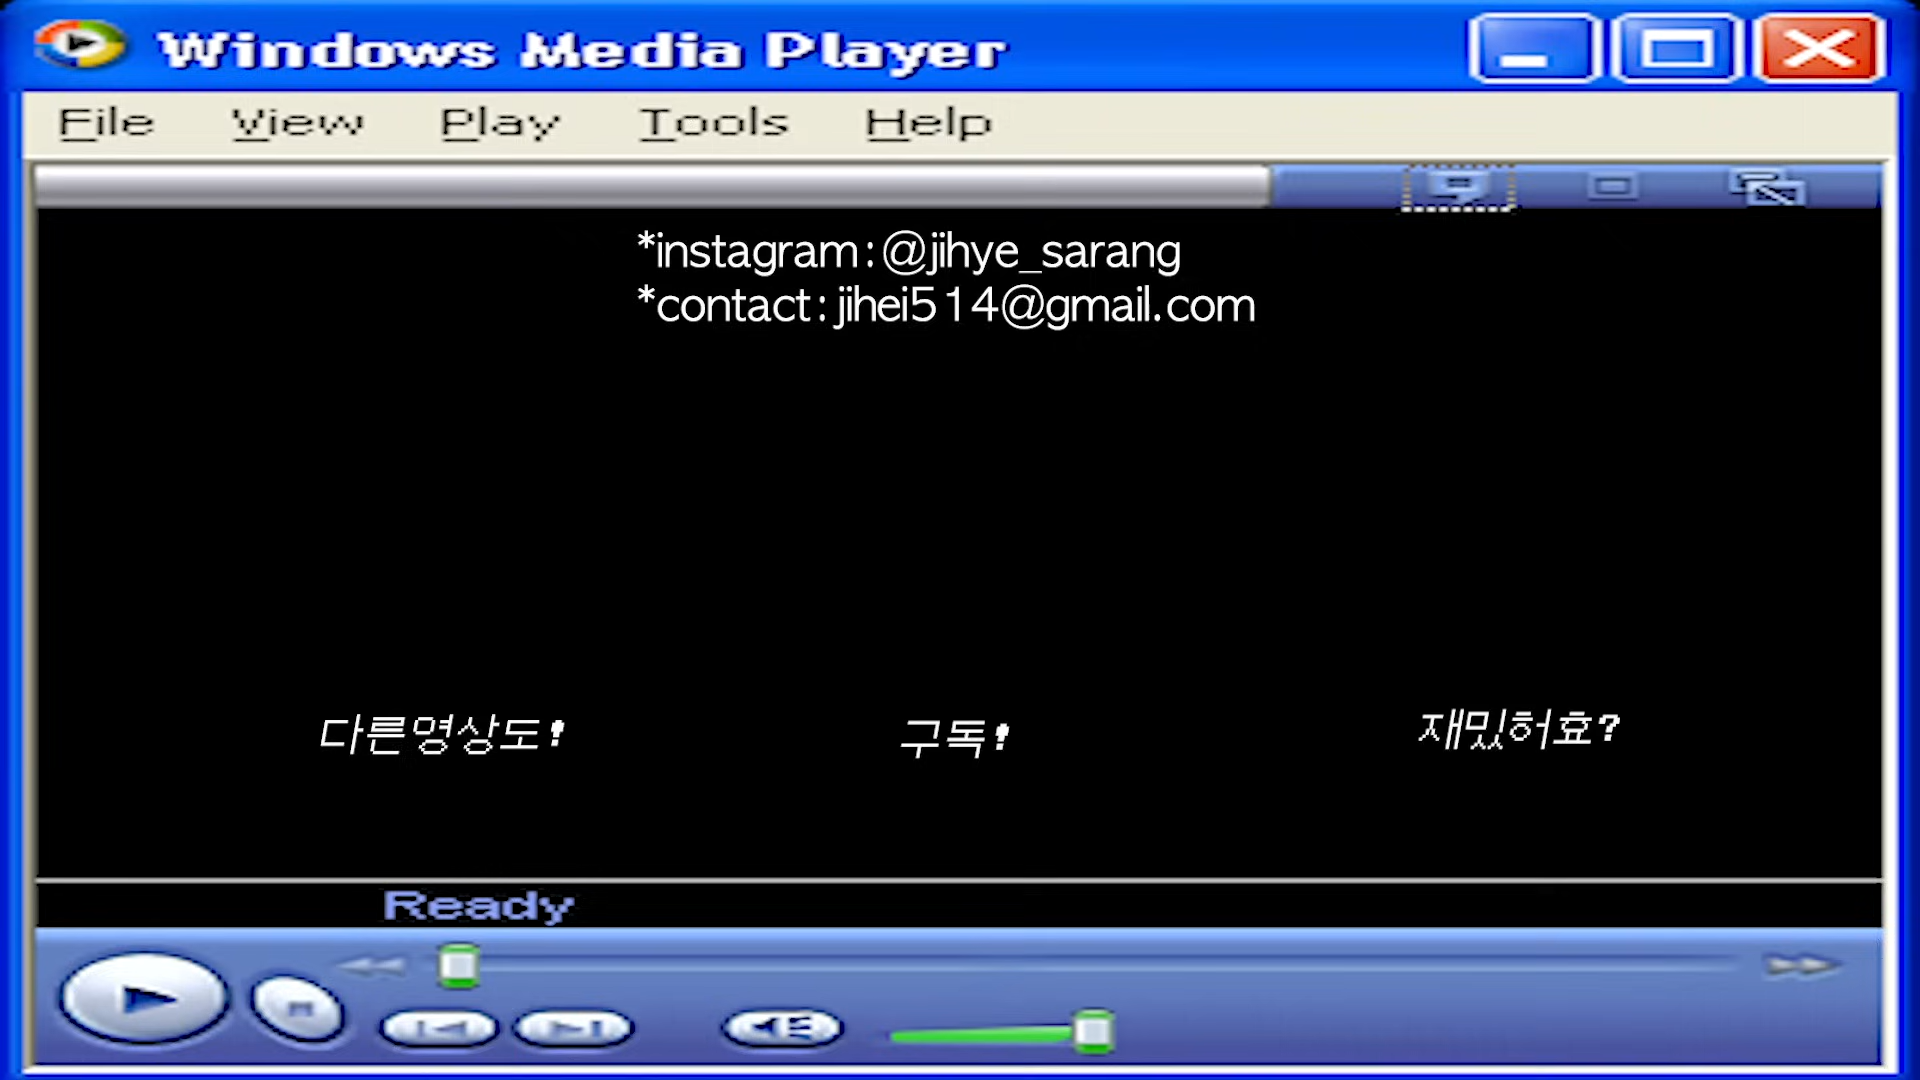 Windows Media Player
File View Play Tools Help
*instagram:@jihye_sarang
*contact:jihei514@gmail.com
다른영상도! 구독! 재밌허효?
Ready